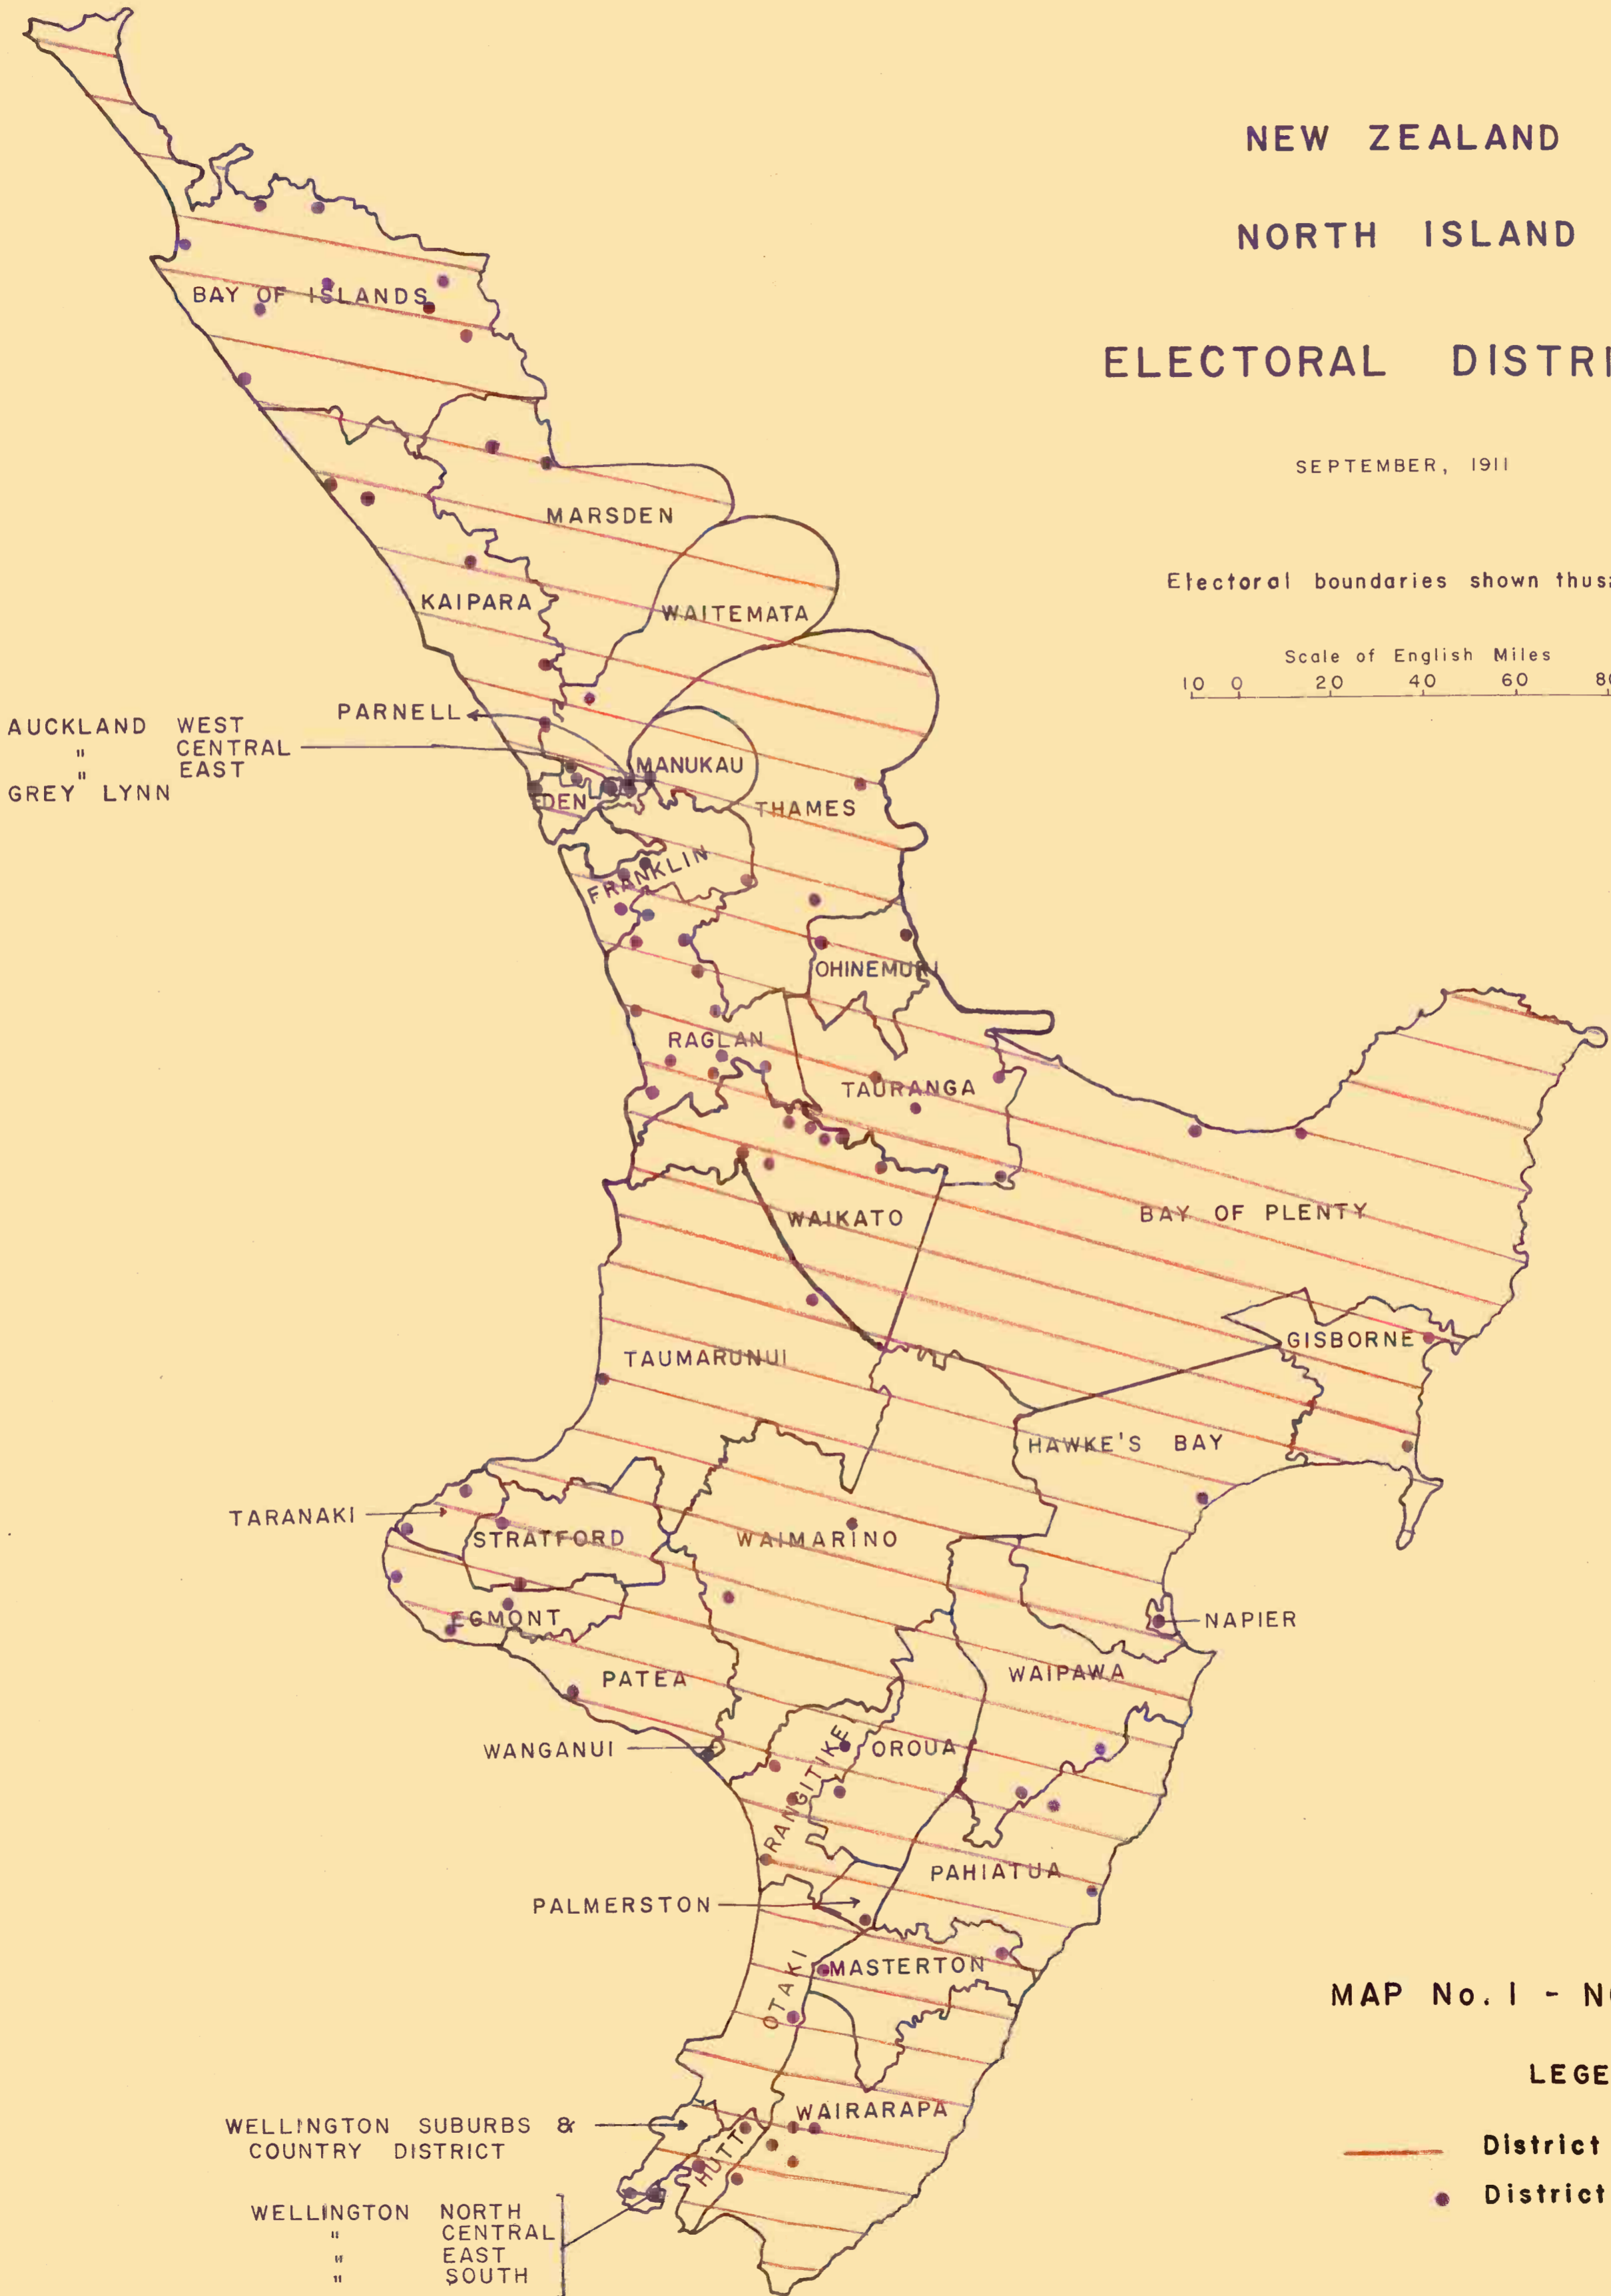 NEW ZEALAND
NORTH ISLAND
ELECTORAL DISTRI
SEPTEMBER, 1911
Electoral boundaries shown thus:
Scale of English Miles
10 0 20 40 60 80
BAY OF ISLANDS
MARSDEN
KAIPARA
WAITEMATA
PARNELL
AUCKLAND WEST
" CENTRAL
" EAST
GREY LYNN
MANUKAU
EDEN
THAMES
FRANKLIN
OHINEMURI
RAGLAN
TAURANGA
WAIKATO
BAY OF PLENTY
GISBORNE
TAUMARUNUI
HAWKE'S BAY
TARANAKI
STRATFORD
WAIMARINO
EGMONT
NAPIER
PATEA
WAIPAWA
WANGANUI
RANGITIKE
OROUA
PAHIATUA
PALMERSTON
MASTERTON
OTAKI
MAP No. 1 - NO
LEGE
WAIRARAPA
WELLINGTON SUBURBS &
COUNTRY DISTRICT
HUTT
District
District
WELLINGTON NORTH
" CENTRAL
" EAST
" SOUTH